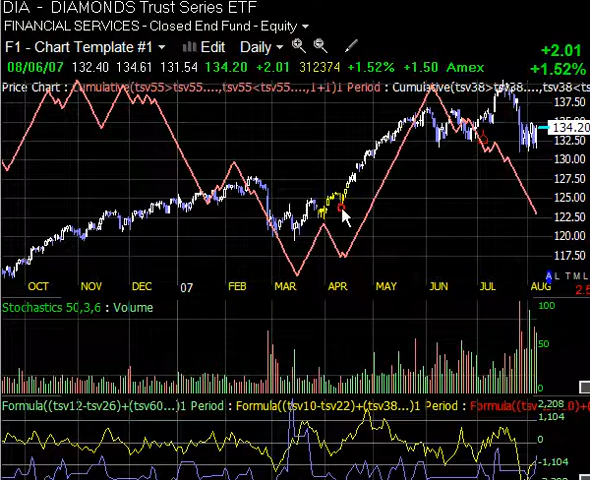 DIA - DIAMONDS Trust Series ETF
FINANCIAL SERVICES - Closed End Fund - Equity
F1 - Chart Template #1 Edit Daily
+2.01
08/06/07 132.40 134.61 131.54 134.20 +2.01 312374 +1.52% +1.50 Amex +1.52%
Price Chart : Cumulative(tsv55>tsv55....,tsv55<tsv55....,1+1)1 Period : Cumulative(tsv38>tsv38...,tsv38<ts
137.50
134.20
132.50
130.00
127.50
125.00
122.50
120.00
117.50
OCT NOV DEC 07 FEB MAR APR MAY JUN JUL AUG
A L T M L
Stochastics 50,3,6 : Volume
100
50
0
Formula((tsv12-tsv26)+(tsv60...)1 Period : Formula((tsv10-tsv22)+(tsv38...)1 Period :
2,208
1,104
0
-1,104